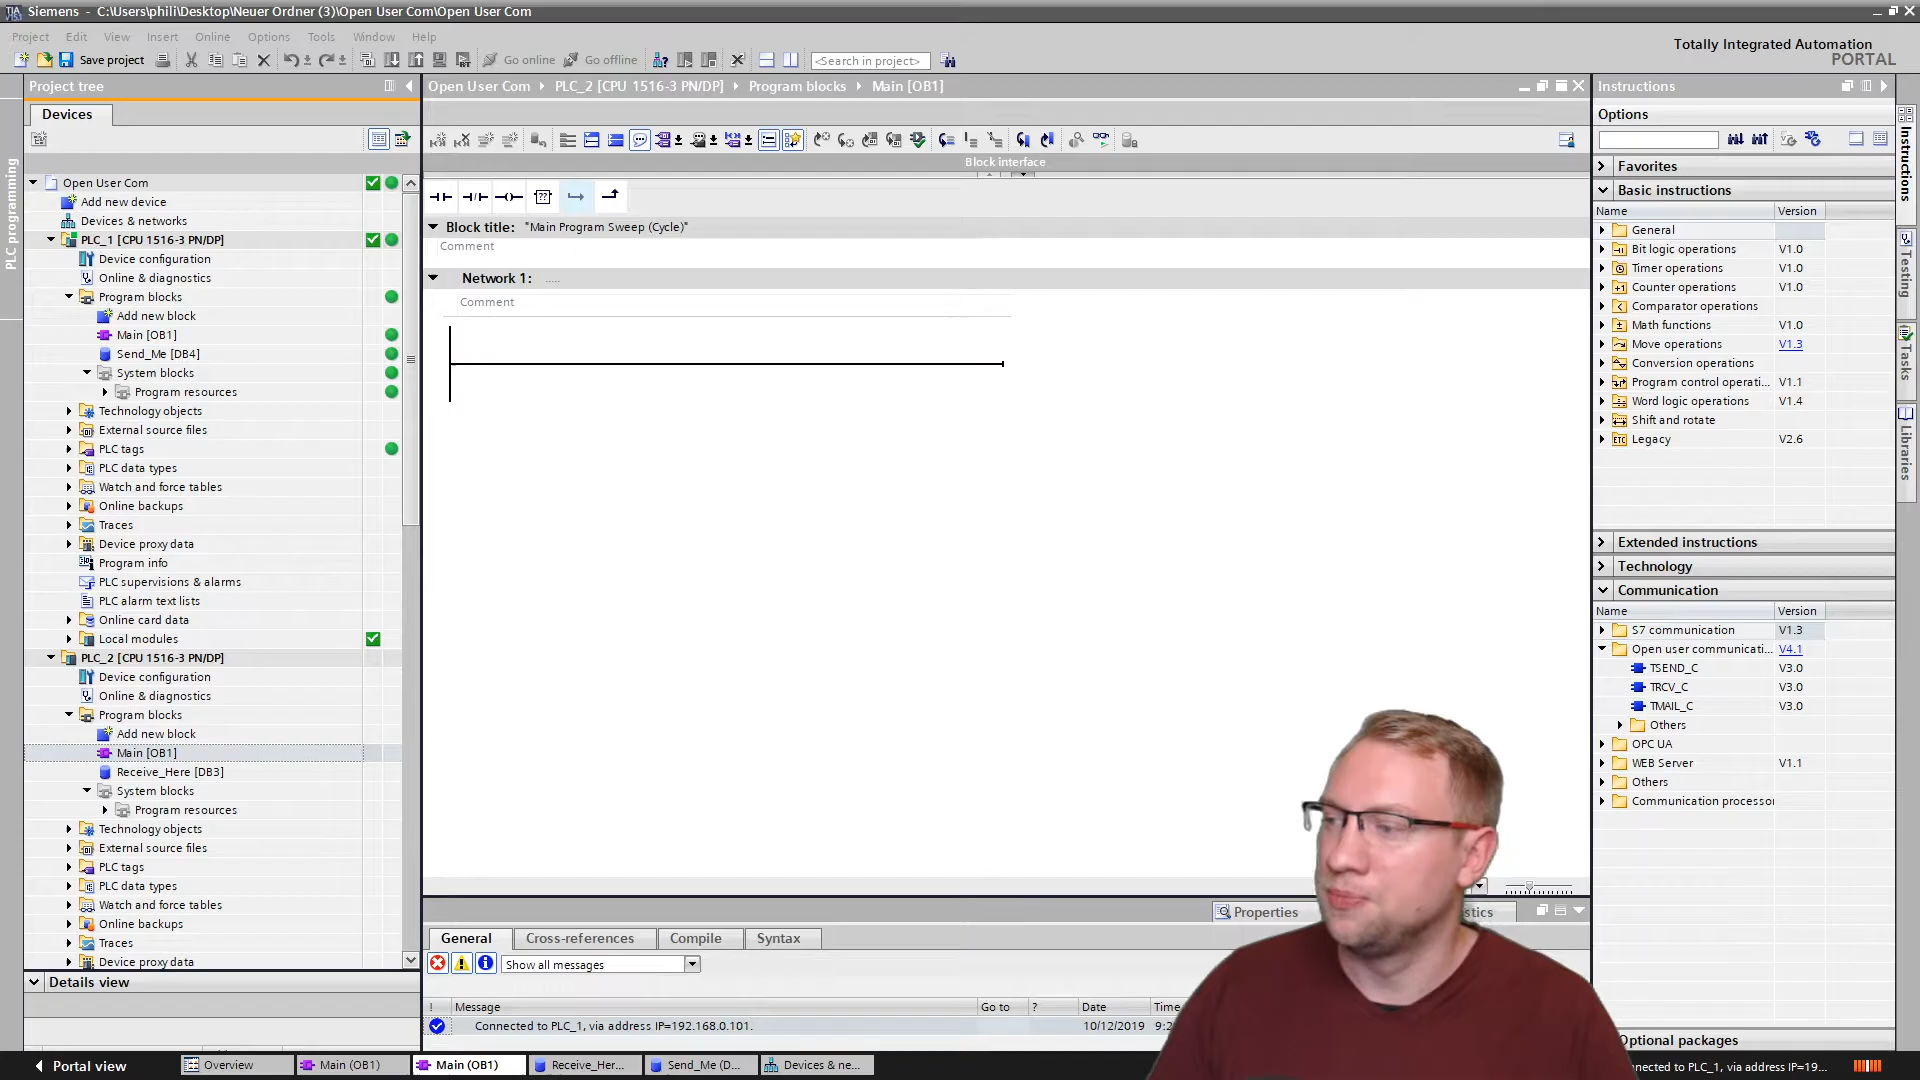 Siemens - C:\Users\phili\Desktop\Neuer Ordner (3)\Open User Com\Open User Com
Project Edit View Insert Online Options Tools Window Help
Totally Integrated Automation
PORTAL
Save project
Go online
Go offline
<Search in project>
Project tree
Open User Com
PLC_2 [CPU 1516-3 PN/DP]
Program blocks
Main [OB1]
Instructions
Devices
Options
PLC programming
Block interface
Open User Com
Add new device
Devices & networks
PLC_1 [CPU 1516-3 PN/DP]
Device configuration
Online & diagnostics
Program blocks
Add new block
Main [OB1]
Send_Me [DB4]
System blocks
Program resources
Technology objects
External source files
PLC tags
PLC data types
Watch and force tables
Online backups
Traces
Device proxy data
Program info
PLC supervisions & alarms
PLC alarm text lists
Online card data
Local modules
PLC_2 [CPU 1516-3 PN/DP]
Device configuration
Online & diagnostics
Program blocks
Add new block
Main [OB1]
Receive_Here [DB3]
System blocks
Program resources
Technology objects
External source files
PLC tags
PLC data types
Watch and force tables
Online backups
Traces
Device proxy data
Details view
??
Block title: "Main Program Sweep (Cycle)"
Comment
Network 1: .....
Comment
Favorites
Basic instructions
Name Version
General
Bit logic operations V1.0
Timer operations V1.0
Counter operations V1.0
Comparator operations
Math functions V1.0
Move operations V1.3
Conversion operations
Program control operati... V1.1
Word logic operations V1.4
Shift and rotate
Legacy V2.6
Extended instructions
Technology
Communication
Name Version
S7 communication V1.3
Open user communicati... V4.1
TSEND_C V3.0
TRCV_C V3.0
TMAIL_C V3.0
Others
OPC UA
WEB Server V1.1
Others
Communication processor
Optional packages
Instructions
Testing
Tasks
Libraries
Properties
stics
General Cross-references Compile Syntax
Show all messages
! Message Go to ? Date Time
Connected to PLC_1, via address IP=192.168.0.101. 10/12/2019 9:2
Portal view
Overview
Main (OB1)
Main (OB1)
Receive_Her...
Send_Me (D...
Devices & ne...
nected to PLC_1, via address IP=19...